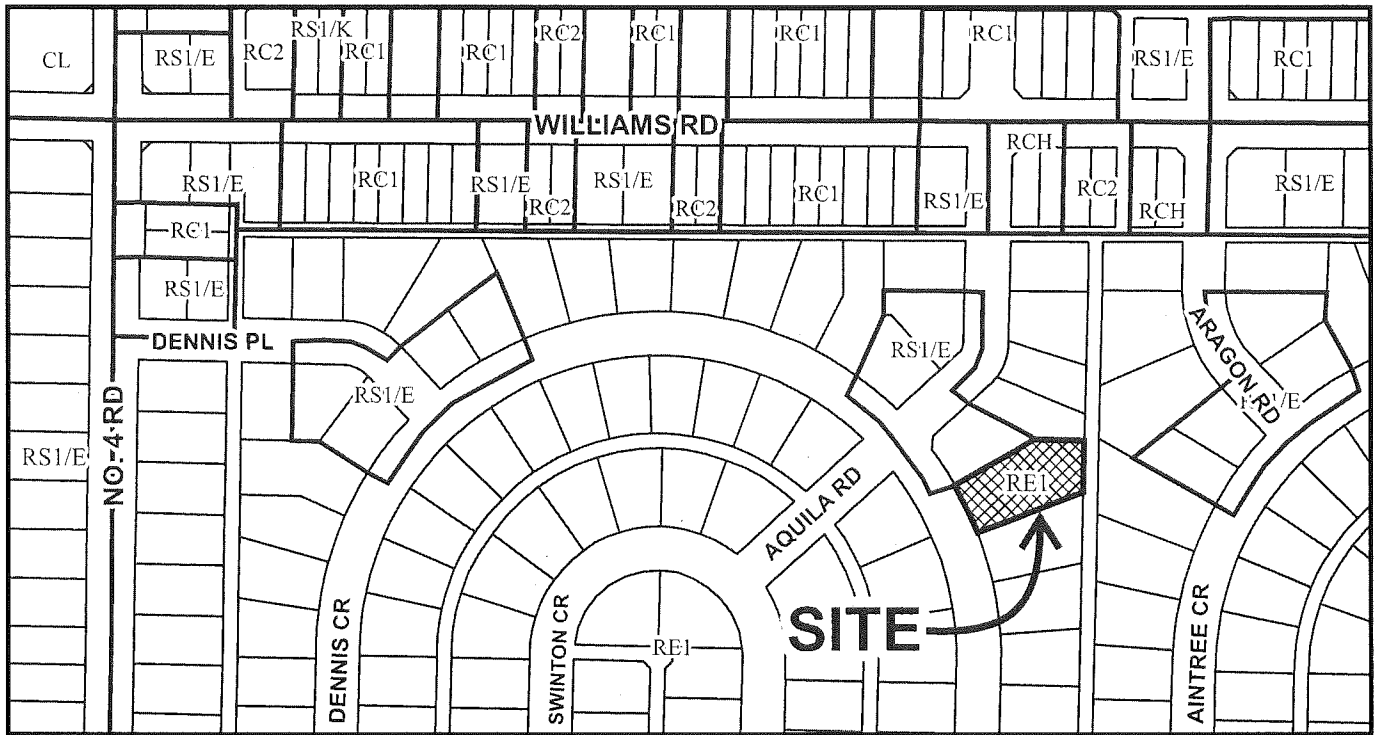 RS1/K
CL
RS1/E
RC2
RC1
RC1
RC2
RC1
RC1
RC1
RS1/E
RC1
WILLIAMS RD
RS1/E
RC1
RS1/E
RC2
RS1/E
RC2
RC1
RS1/E
RCH
RC2
RCH
RS1/E
RC1
RS1/E
DENNIS PL
RS1/E
RS1/E
ARAGON RD
RS1/E
NO. 4 RD
RS1/E
AQUILA RD
RE1
SITE
DENNIS CR
SWINTON CR
RE1
AINTREE CR